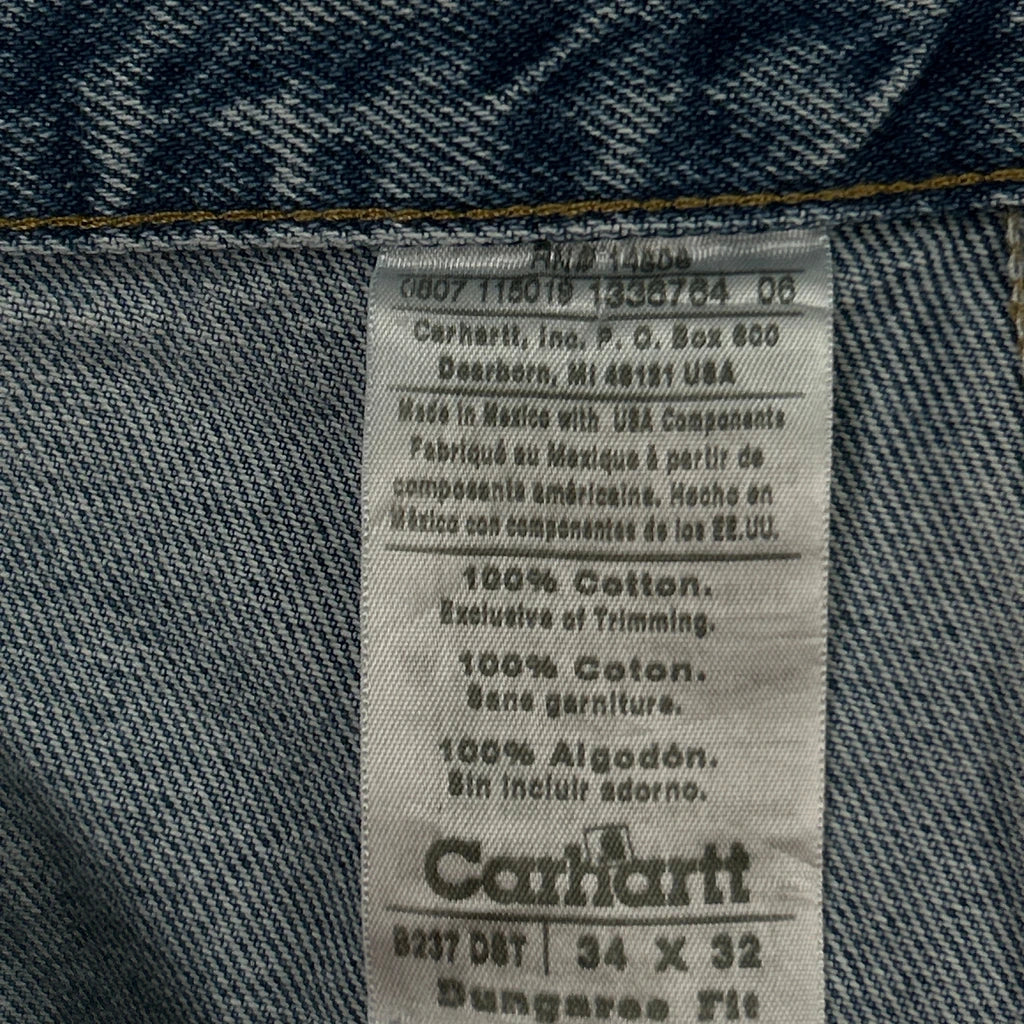 RN# 14806
0607 115019 1336764 06
Carhartt, Inc. P. O. Box 600
Dearborn, MI 48121 USA
Made in Mexico with USA Components
Fabriqué au Mexique à partir de
composants américains. Hecho en
México con componentes de los EE.UU.
100% Cotton.
Exclusive of Trimming.
100% Coton.
Sans garniture.
100% Algodón.
Sin incluir adorno.
Carhartt
B237 DST | 34 X 32
Dungaree Fit